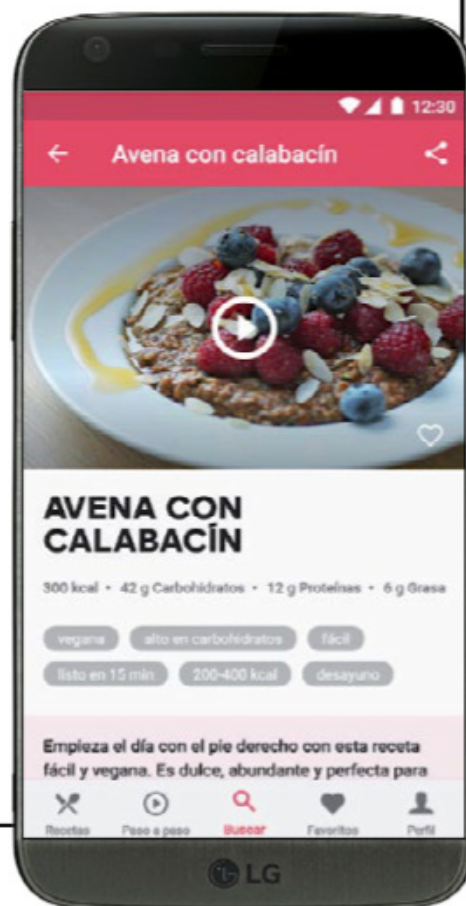 12:30
Avena con calabacín
AVENA CON
CALABACÍN
300 kcal • 42 g Carbohidratos • 12 g Proteínas • 6 g Grasa
vegana alto en carbohidratos fácil
listo en 15 min 200-400 kcal desayuno
Empieza el día con el pie derecho con esta receta
fácil y vegana. Es dulce, abundante y perfecta para
Recetas Paso a paso Buscar Favoritos Perfil
LG